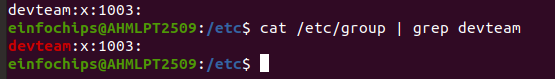 devteam:x:1003:
einfochips@AHMLPT2509:/etc$ cat /etc/group | grep devteam
devteam:x:1003:
einfochips@AHMLPT2509:/etc$